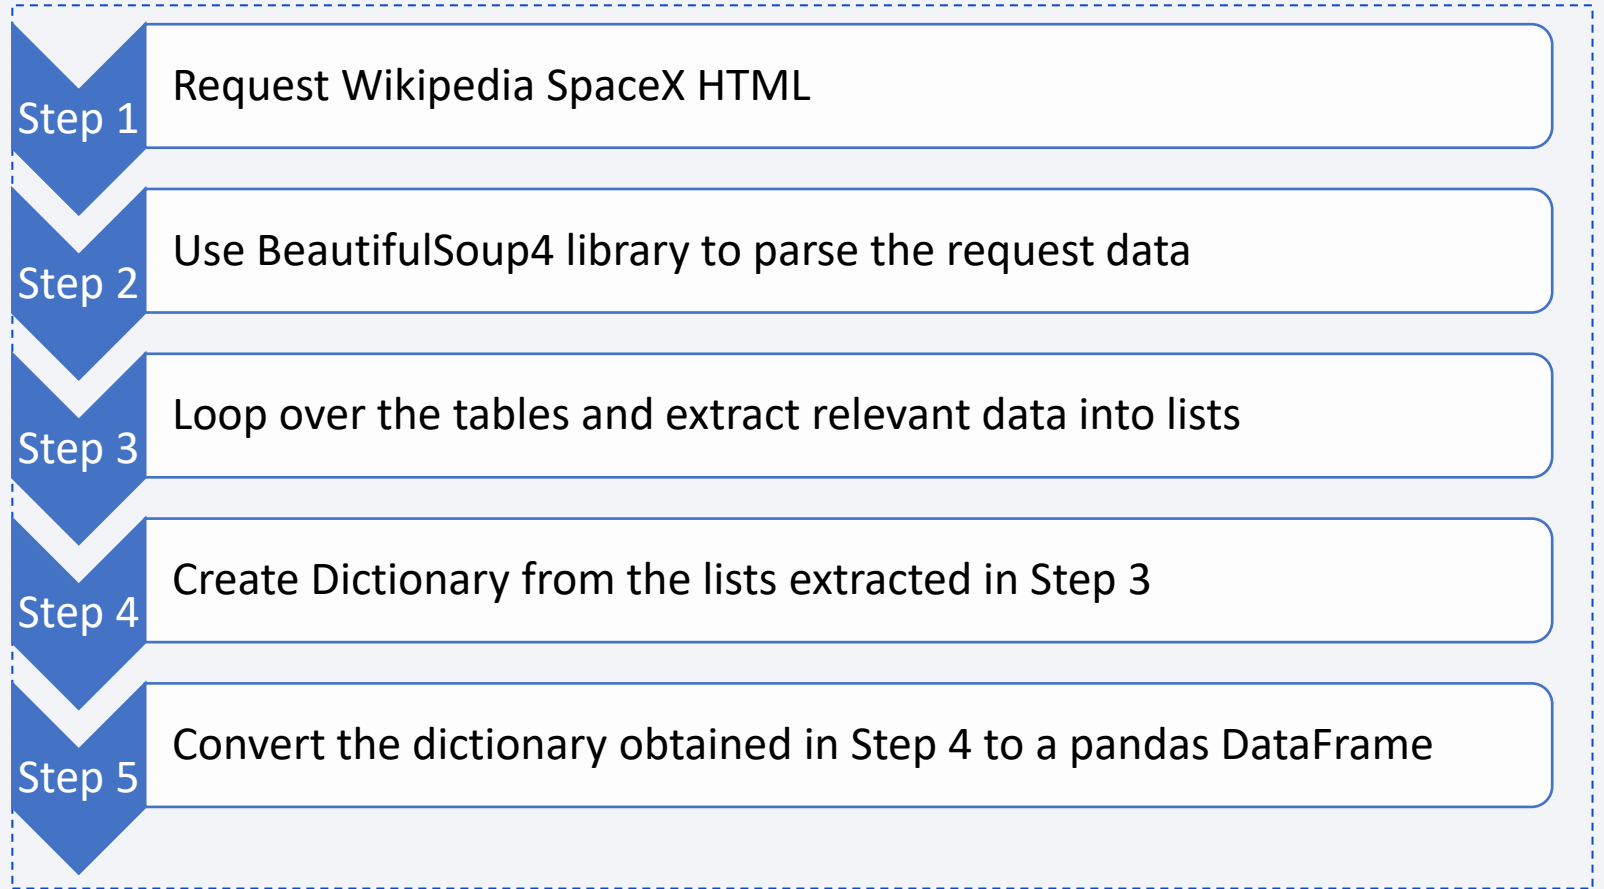 Step 1
Request Wikipedia SpaceX HTML
Step 2
Use BeautifulSoup4 library to parse the request data
Step 3
Loop over the tables and extract relevant data into lists
Step 4
Create Dictionary from the lists extracted in Step 3
Step 5
Convert the dictionary obtained in Step 4 to a pandas DataFrame